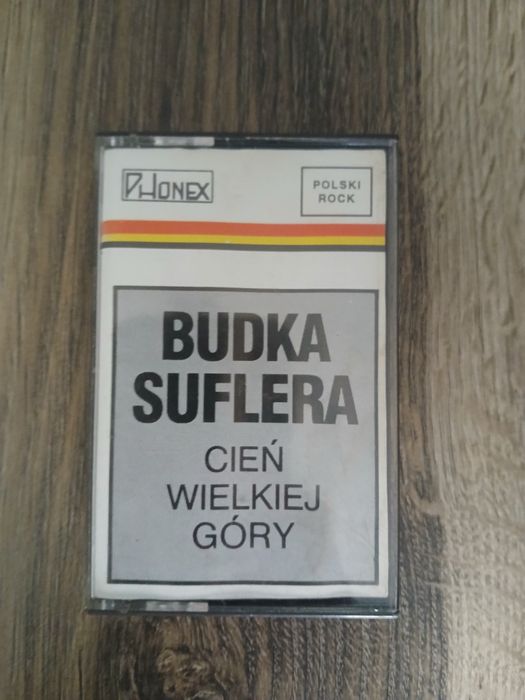 PHONEX
POLSKI
ROCK
BUDKA
SUFLERA
CIEŃ
WIELKIEJ
GÓRY